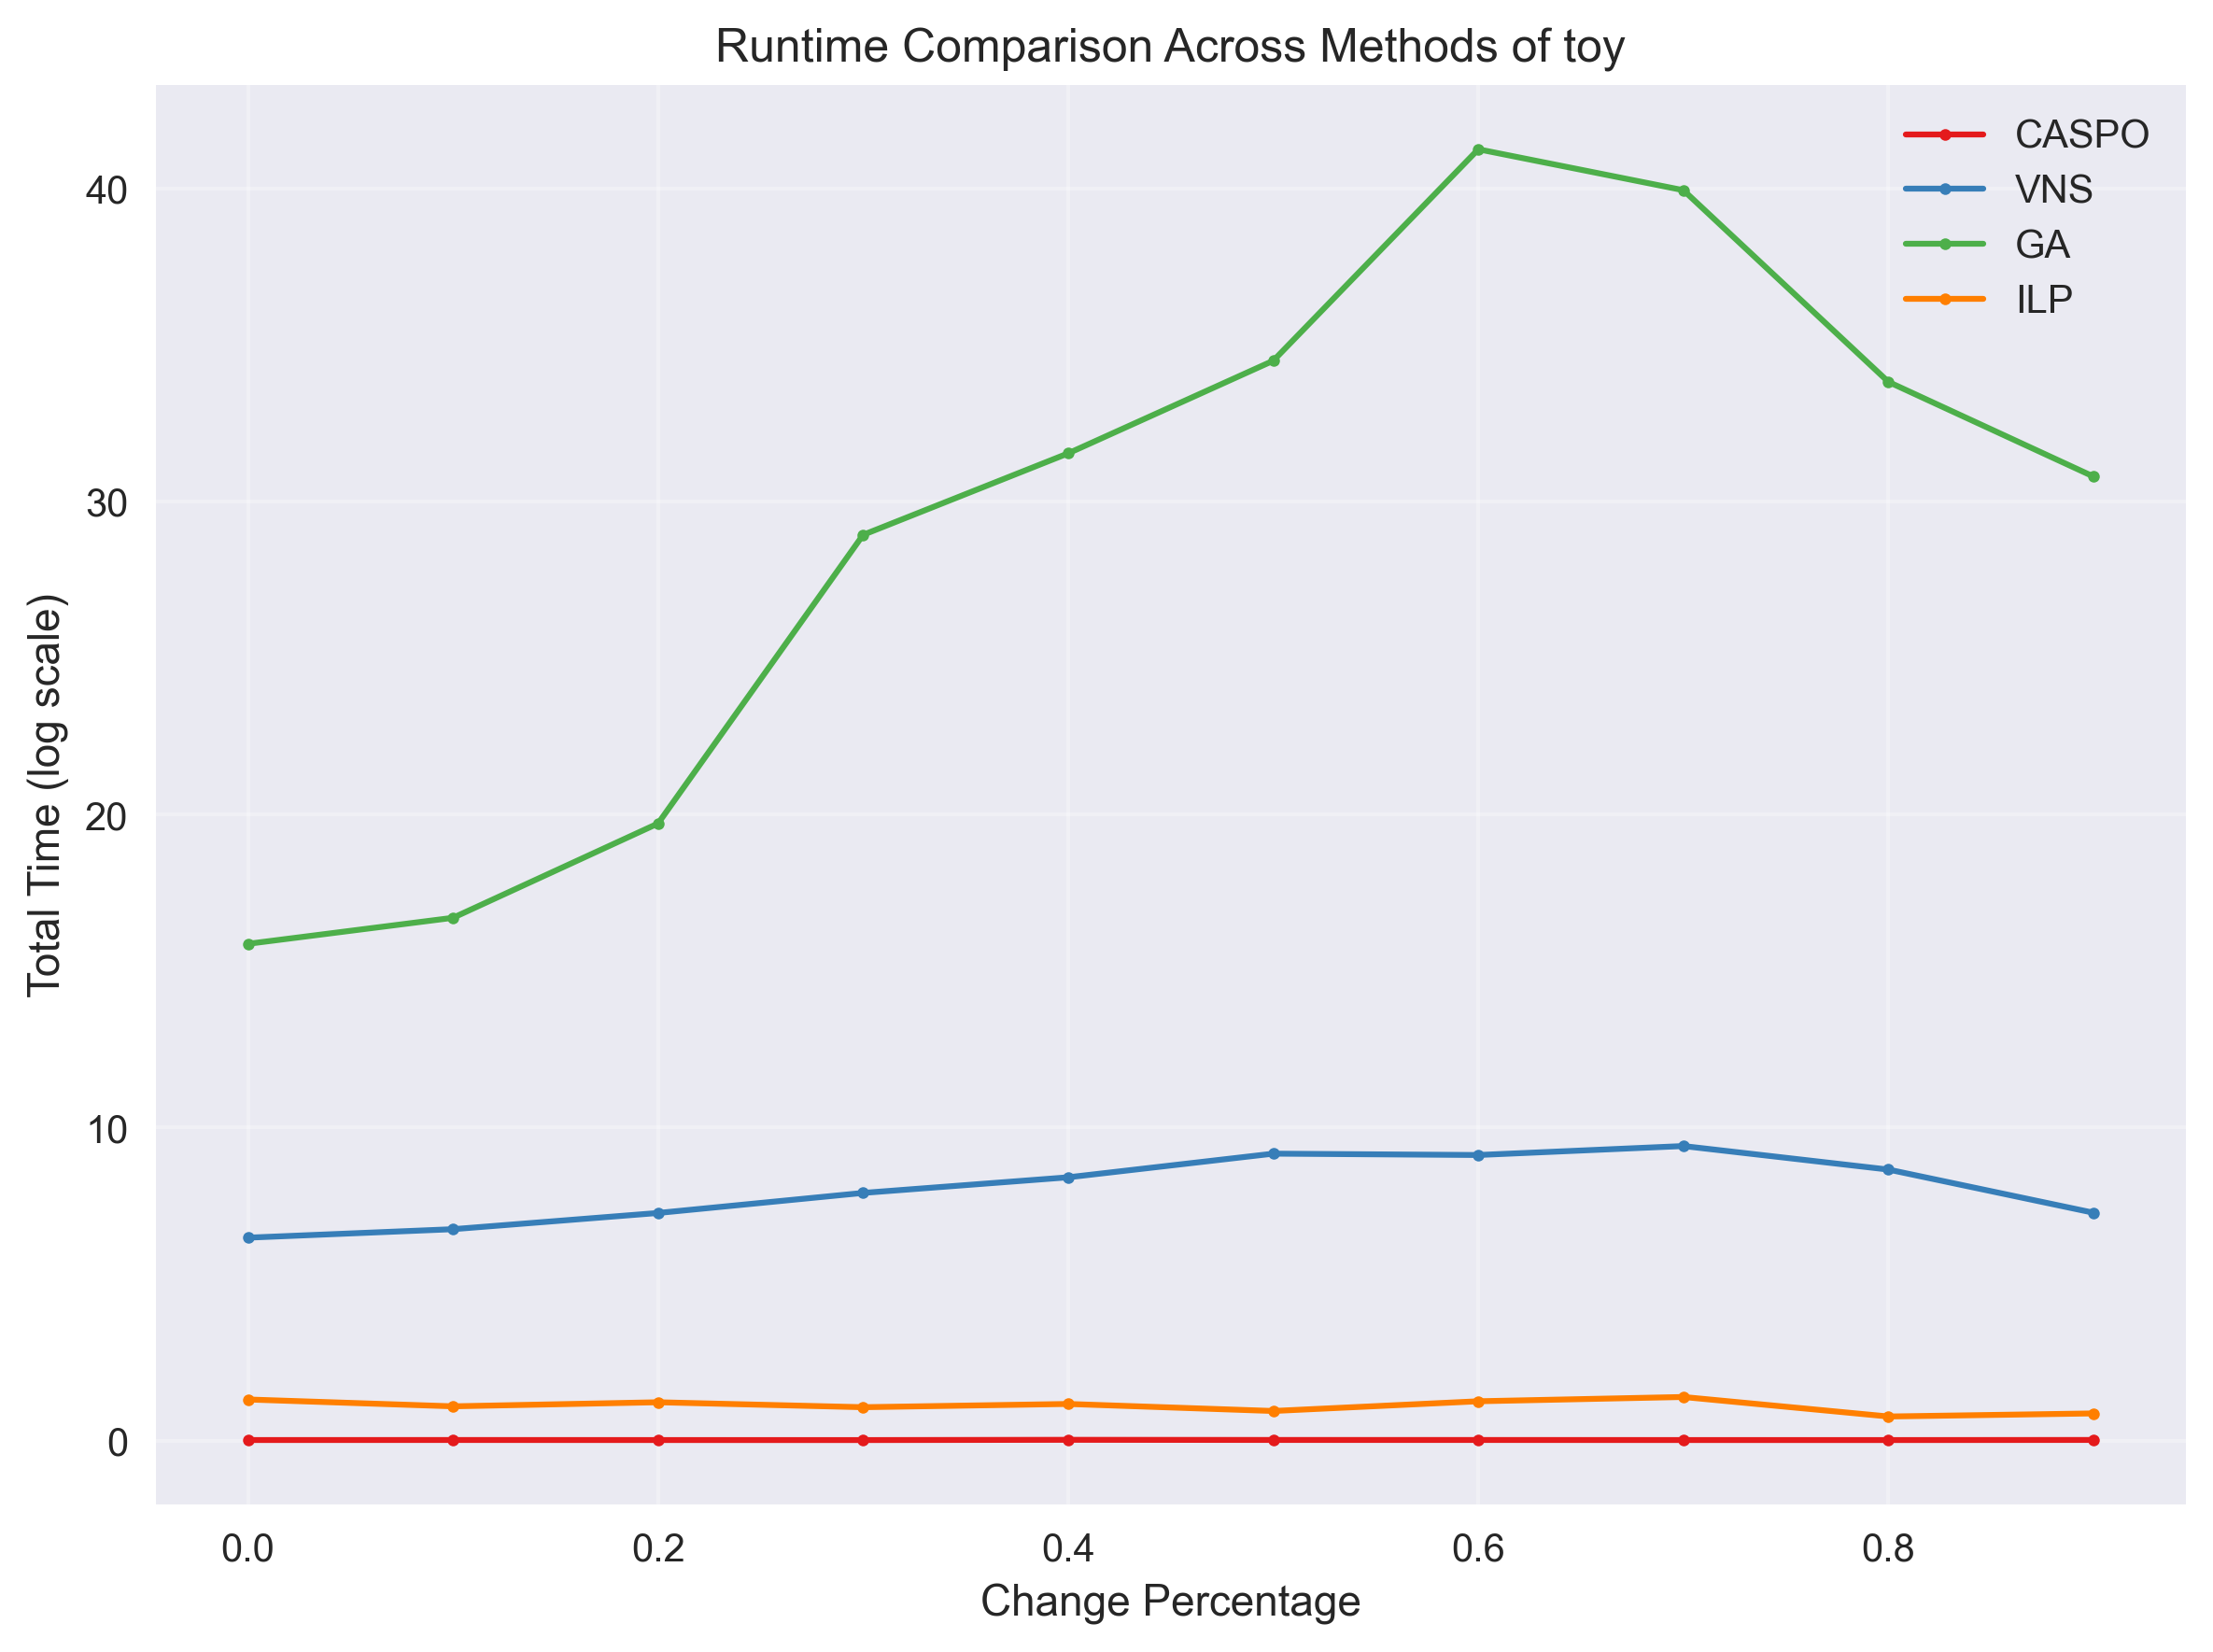 Runtime Comparison Across Methods of toy
CASPO
VNS
GA
ILP
Total Time (log scale)
40
30
20
10
0
0.0 0.2 0.4 0.6 0.8
Change Percentage